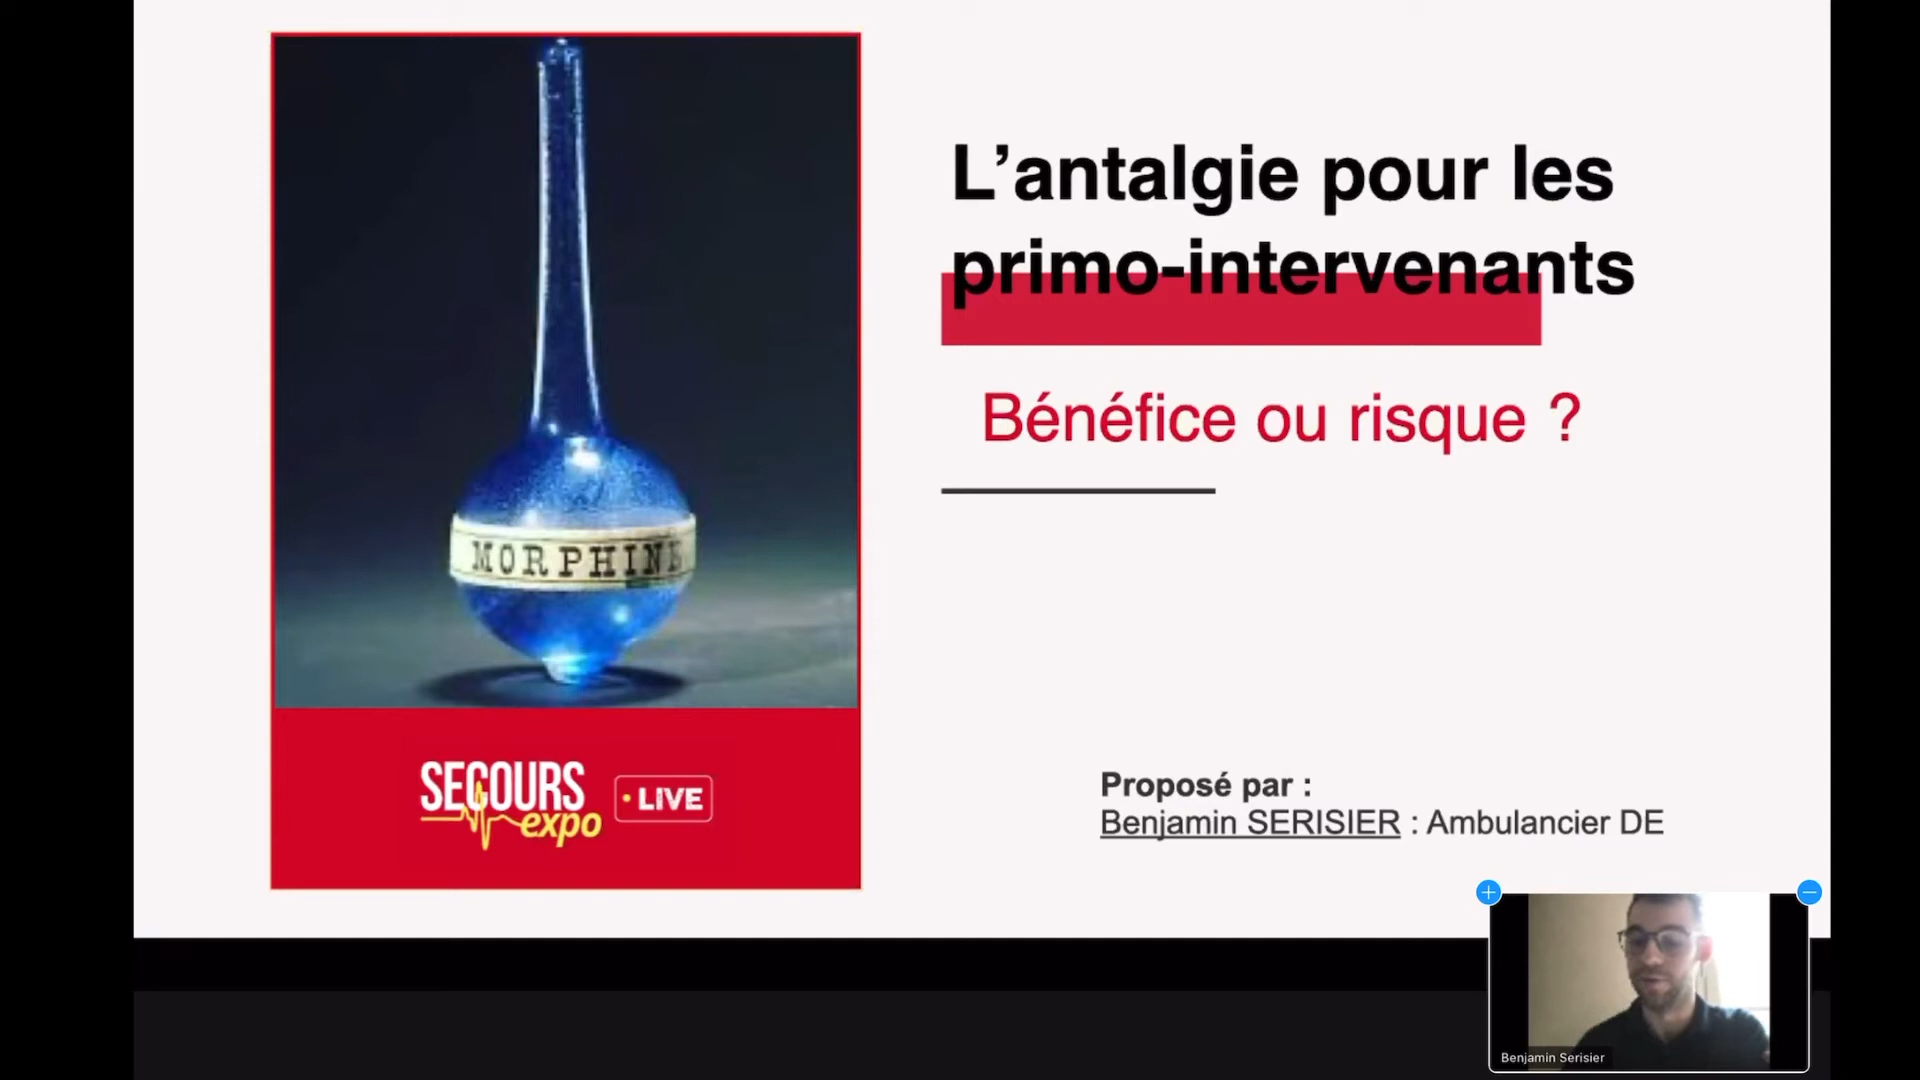 L’antalgie pour les
primo-intervenants
Bénéfice ou risque ?
MORPHINE
SECOURS
expo
LIVE
Proposé par :
Benjamin SERISIER : Ambulancier DE
Benjamin Serisier